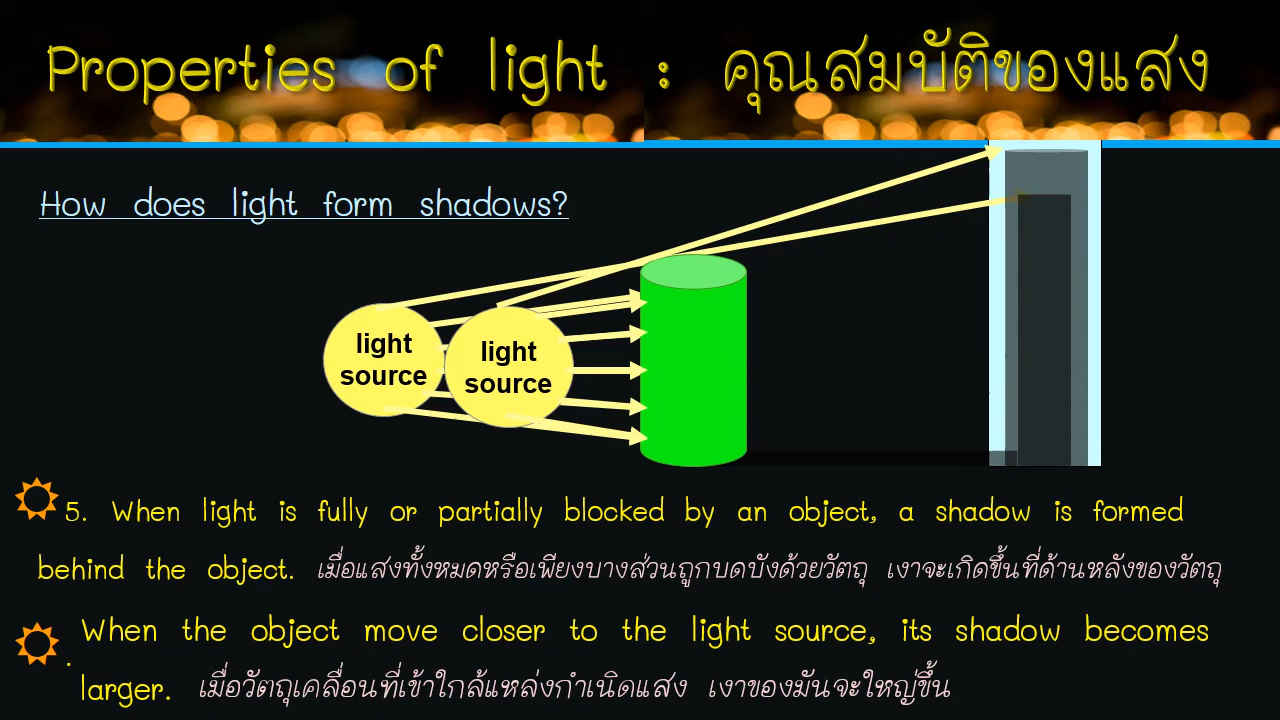 Properties of light : คุณสมบัติของแสง
How does light form shadows?
light
source
light
source
5. When light is fully or partially blocked by an object, a shadow is formed
behind the object. เมื่อแสงทั้งหมดหรือเพียงบางส่วนถูกบดบังด้วยวัตถุ เงาจะเกิดขึ้นที่ด้านหลังของวัตถุ
When the object move closer to the light source, its shadow becomes
. larger. เมื่อวัตถุเคลื่อนที่เข้าใกล้แหล่งกำเนิดแสง เงาของมันจะใหญ่ขึ้น